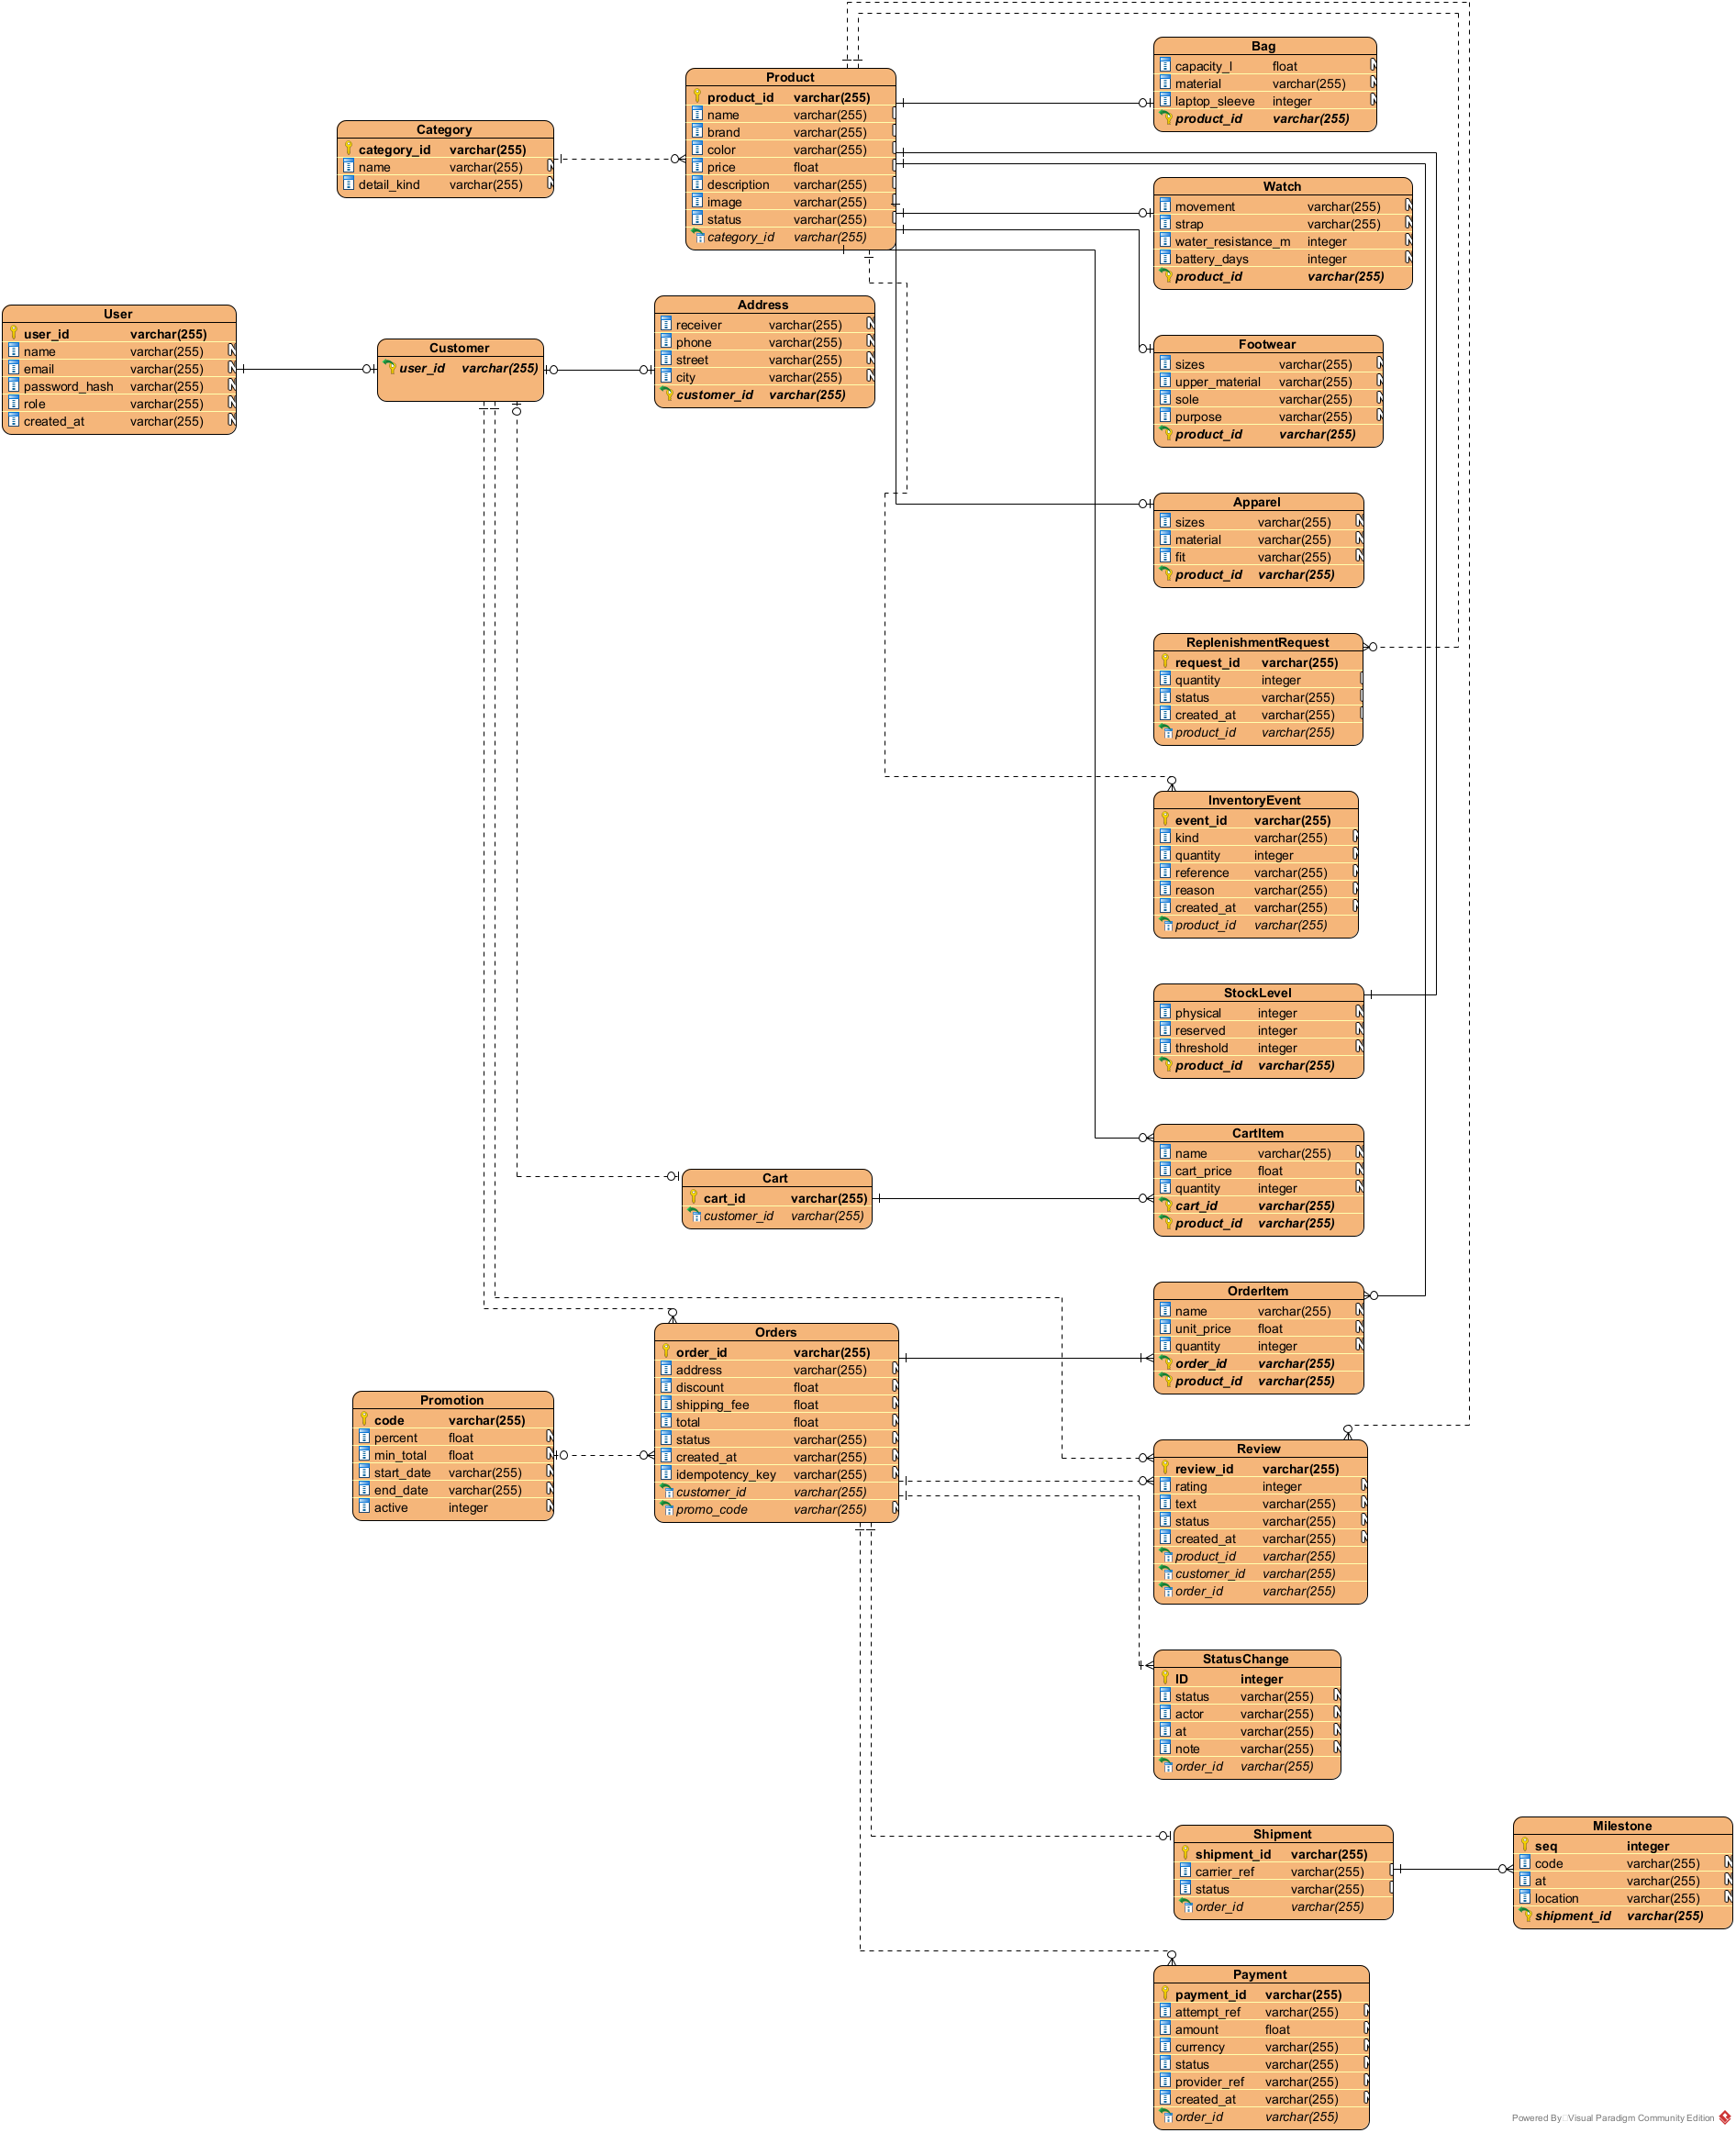 Bag
capacity_l float
material varchar(255)
laptop_sleeve integer
product_id varchar(255)
Product
product_id varchar(255)
name varchar(255)
brand varchar(255)
color varchar(255)
price float
description varchar(255)
image varchar(255)
status varchar(255)
category_id varchar(255)
Category
category_id varchar(255)
name varchar(255)
detail_kind varchar(255)
Watch
movement varchar(255)
strap varchar(255)
water_resistance_m integer
battery_days integer
product_id varchar(255)
User
user_id varchar(255)
name varchar(255)
email varchar(255)
password_hash varchar(255)
role varchar(255)
created_at varchar(255)
Customer
user_id varchar(255)
Address
receiver varchar(255)
phone varchar(255)
street varchar(255)
city varchar(255)
customer_id varchar(255)
Footwear
sizes varchar(255)
upper_material varchar(255)
sole varchar(255)
purpose varchar(255)
product_id varchar(255)
Apparel
sizes varchar(255)
material varchar(255)
fit varchar(255)
product_id varchar(255)
ReplenishmentRequest
request_id varchar(255)
quantity integer
status varchar(255)
created_at varchar(255)
product_id varchar(255)
InventoryEvent
event_id varchar(255)
kind varchar(255)
quantity integer
reference varchar(255)
reason varchar(255)
created_at varchar(255)
product_id varchar(255)
StockLevel
physical integer
reserved integer
threshold integer
product_id varchar(255)
CartItem
name varchar(255)
cart_price float
quantity integer
cart_id varchar(255)
product_id varchar(255)
Cart
cart_id varchar(255)
customer_id varchar(255)
OrderItem
name varchar(255)
unit_price float
quantity integer
order_id varchar(255)
product_id varchar(255)
Orders
order_id varchar(255)
address varchar(255)
discount float
shipping_fee float
total float
status varchar(255)
created_at varchar(255)
idempotency_key varchar(255)
customer_id varchar(255)
promo_code varchar(255)
Promotion
code varchar(255)
percent float
min_total float
start_date varchar(255)
end_date varchar(255)
active integer
Review
review_id varchar(255)
rating integer
text varchar(255)
status varchar(255)
created_at varchar(255)
product_id varchar(255)
customer_id varchar(255)
order_id varchar(255)
StatusChange
ID integer
status varchar(255)
actor varchar(255)
at varchar(255)
note varchar(255)
order_id varchar(255)
Shipment
shipment_id varchar(255)
carrier_ref varchar(255)
status varchar(255)
order_id varchar(255)
Milestone
seq integer
code varchar(255)
at varchar(255)
location varchar(255)
shipment_id varchar(255)
Payment
payment_id varchar(255)
attempt_ref varchar(255)
amount float
currency varchar(255)
status varchar(255)
provider_ref varchar(255)
created_at varchar(255)
order_id varchar(255)
Powered By Visual Paradigm Community Edition